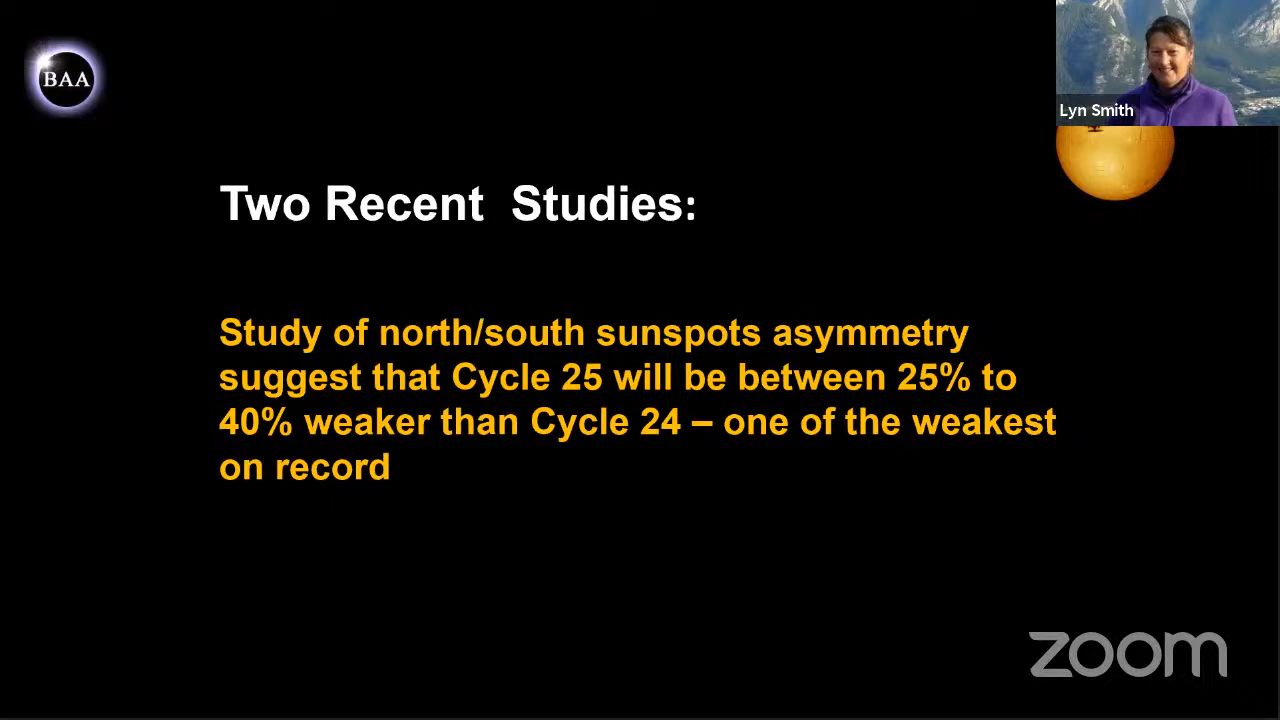 BAA
Lyn Smith
Two Recent  Studies:
Study of north/south sunspots asymmetry
suggest that Cycle 25 will be between 25% to
40% weaker than Cycle 24 – one of the weakest
on record
zoom